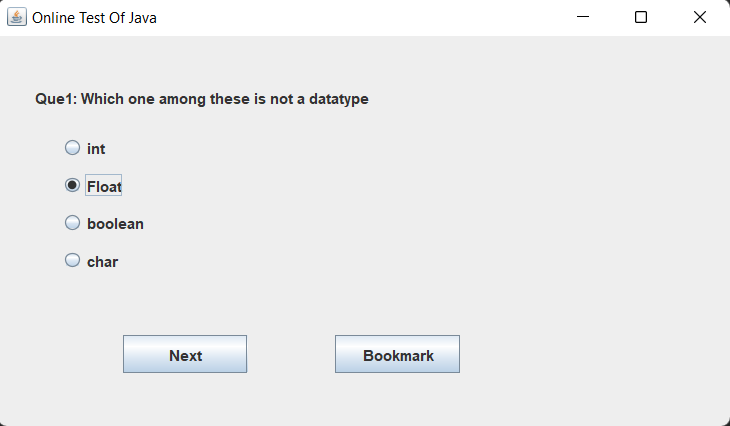 Online Test Of Java
Que1: Which one among these is not a datatype
int
Float
boolean
char
Next
Bookmark